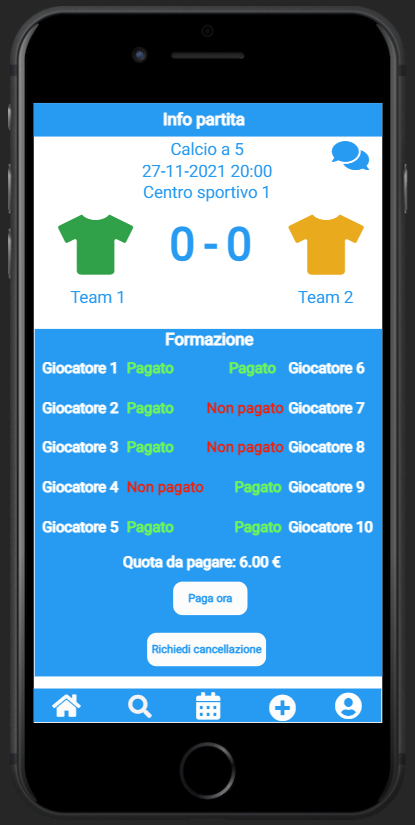 Info partita
Calcio a 5
27-11-2021 20:00
Centro sportivo 1
0 - 0
Team 1 Team 2
Formazione
Giocatore 1 Pagato Pagato Giocatore 6
Giocatore 2 Pagato Non pagato Giocatore 7
Giocatore 3 Pagato Non pagato Giocatore 8
Giocatore 4 Non pagato Pagato Giocatore 9
Giocatore 5 Pagato Pagato Giocatore 10
Quota da pagare: 6.00 €
Paga ora
Richiedi cancellazione